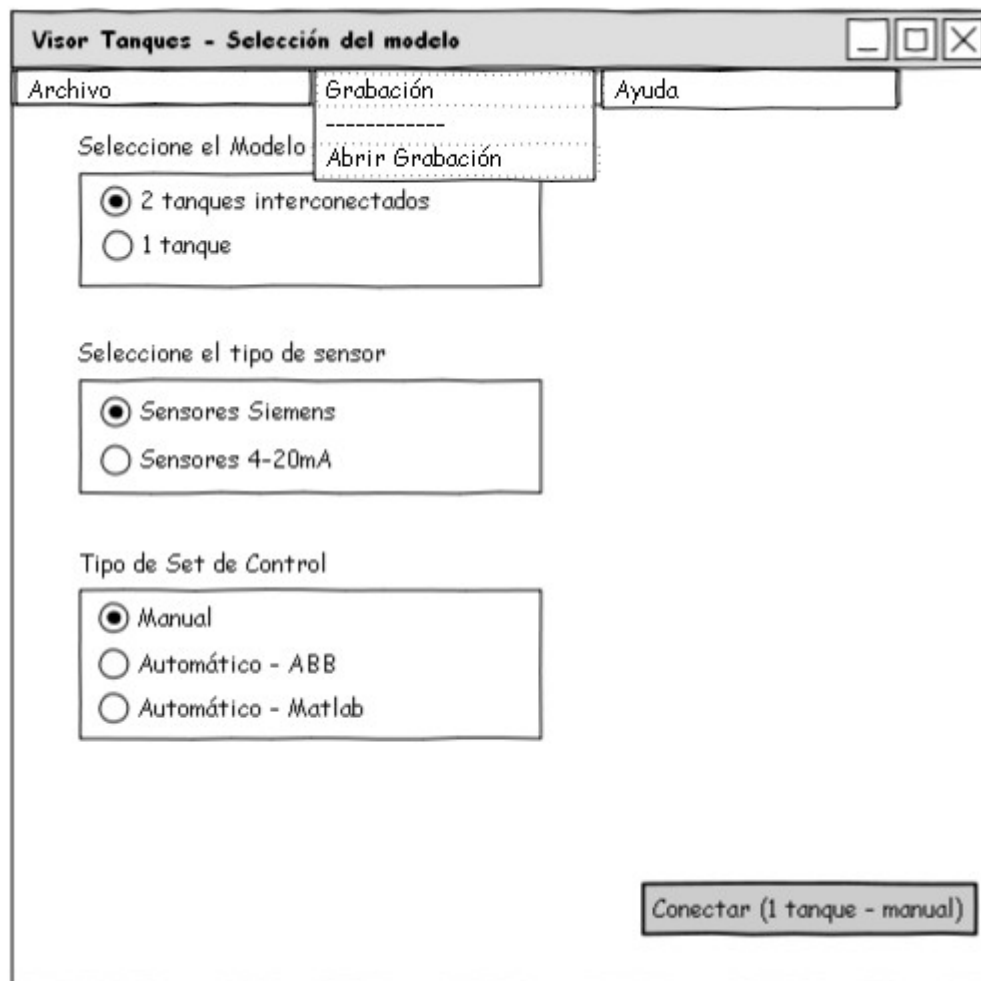 Visor Tanques - Selección del modelo
Archivo
Grabación
Ayuda
------------
Abrir Grabación
Seleccione el Modelo
2 tanques interconectados
1 tanque
Seleccione el tipo de sensor
Sensores Siemens
Sensores 4-20mA
Tipo de Set de Control
Manual
Automático - ABB
Automático - Matlab
Conectar (1 tanque - manual)